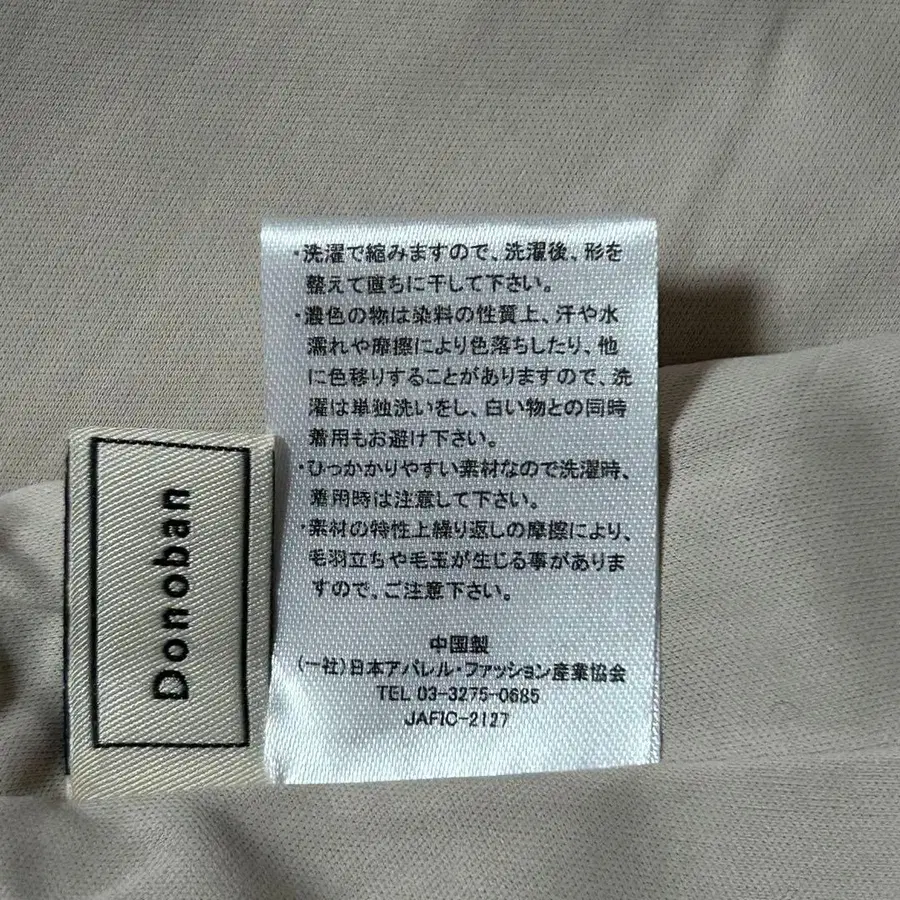 ・洗濯で縮みますので、洗濯後、形を
整えて直ちに干して下さい。
・濃色の物は染料の性質上、汗や水
濡れや摩擦により色落ちしたり、他
に色移りすることがありますので、洗
濯は単独洗いをし、白い物との同時
着用もお避け下さい。
・ひっかかりやすい素材なので洗濯時、
着用時は注意して下さい。
・素材の特性上繰り返しの摩擦により、
毛羽立ちや毛玉が生じる事がありま
すので、ご注意下さい。
中国製
(一社)日本アパレル・ファッション産業協会
TEL 03-3275-0685
JAFIC-2127
Donoban